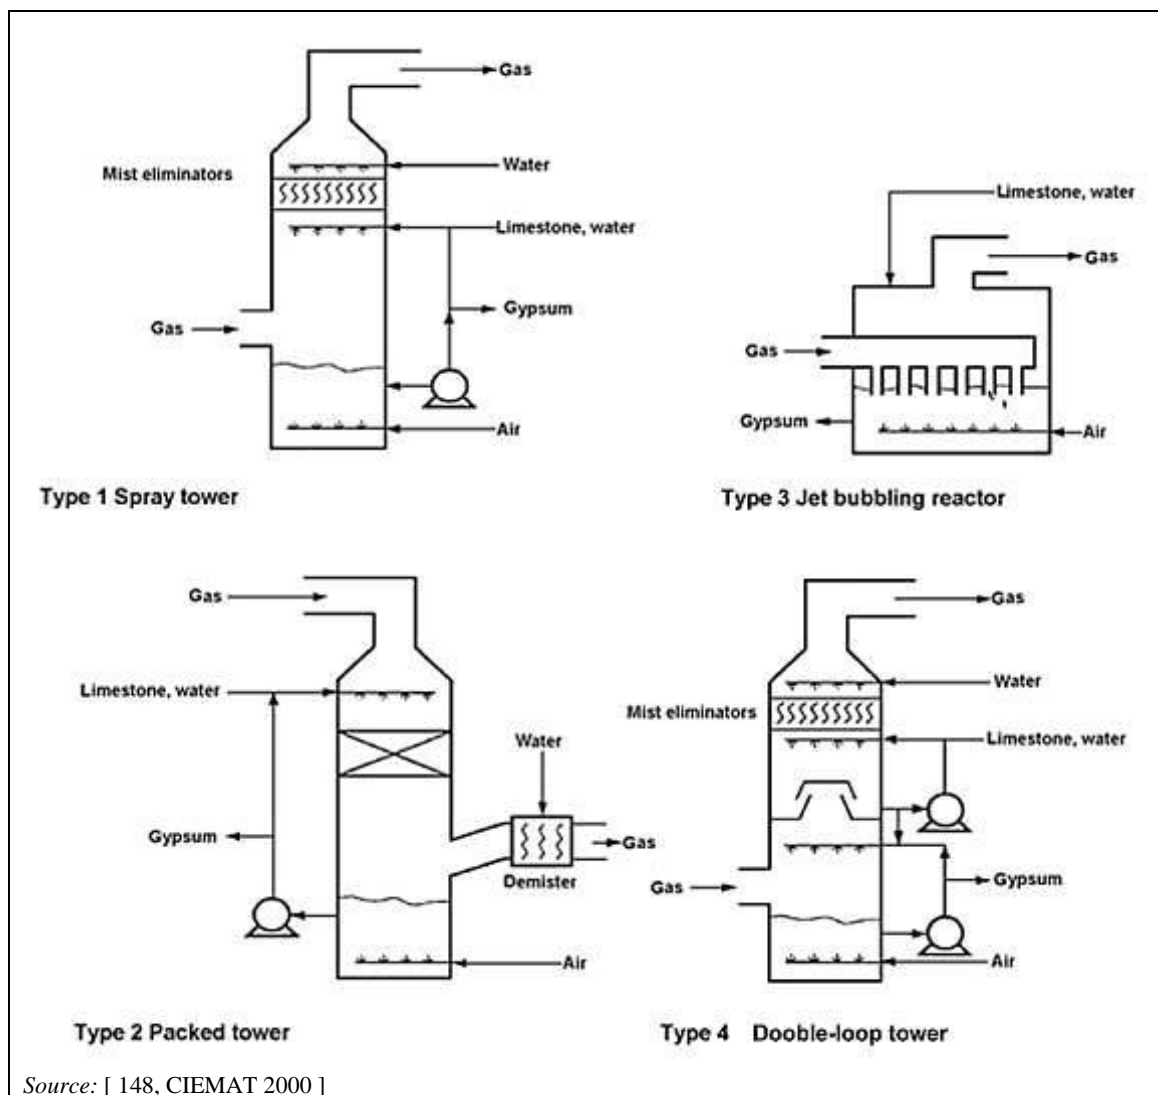 Gas
Water
Mist eliminators
Limestone, water
Gypsum
Gas
Air
Type 1 Spray tower
Limestone, water
Gas
Gas
Gypsum
Air
Type 3 Jet bubbling reactor
Gas
Limestone, water
Water
Gypsum
Gas
Demister
Air
Type 2 Packed tower
Gas
Water
Mist eliminators
Limestone, water
Gas
Gypsum
Air
Type 4 Dooble-loop tower
Source: [ 148, CIEMAT 2000 ]